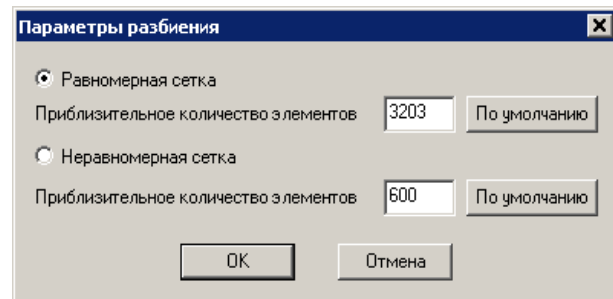 Параметры разбиения
Равномерная сетка
Приблизительное количество элементов 3203 По умолчанию
Неравномерная сетка
Приблизительное количество элементов 600 По умолчанию
OK Отмена